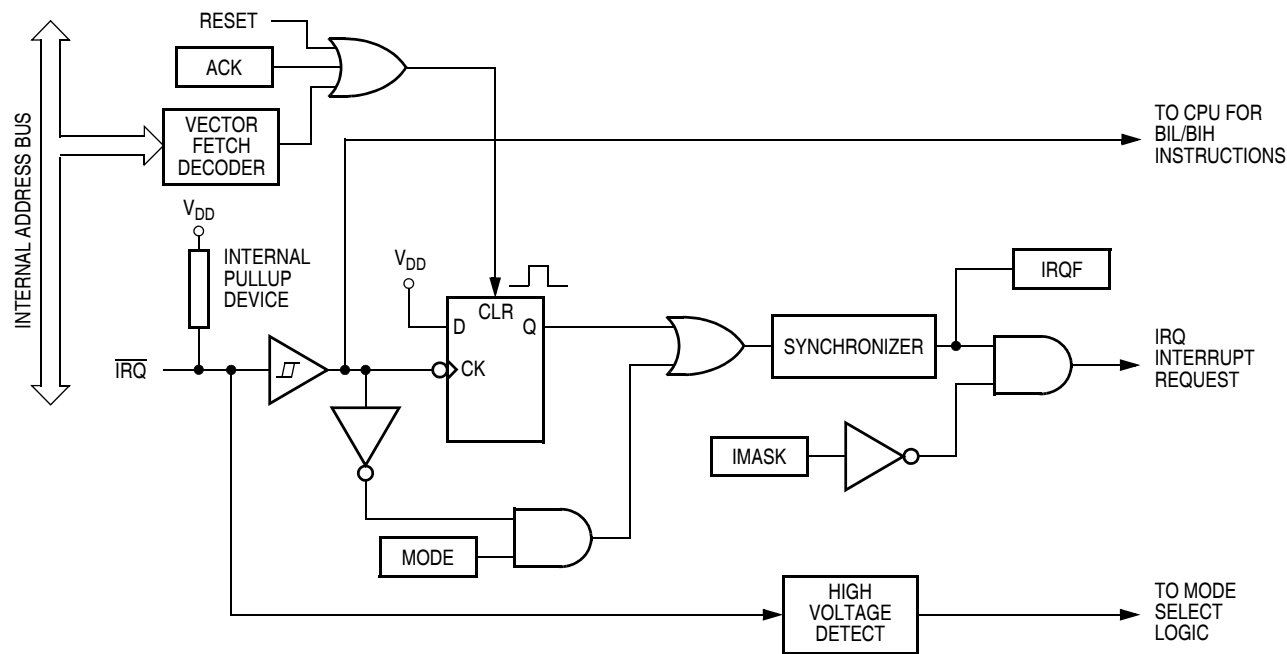 RESET
ACK
VECTOR
FETCH
DECODER
INTERNAL ADDRESS BUS
TO CPU FOR
BIL/BIH
INSTRUCTIONS
VDD
INTERNAL
PULLUP
DEVICE
VDD
CLR
D
Q
CK
IRQ
SYNCHRONIZER
IRQF
IRQ
INTERRUPT
REQUEST
IMASK
MODE
HIGH
VOLTAGE
DETECT
TO MODE
SELECT
LOGIC